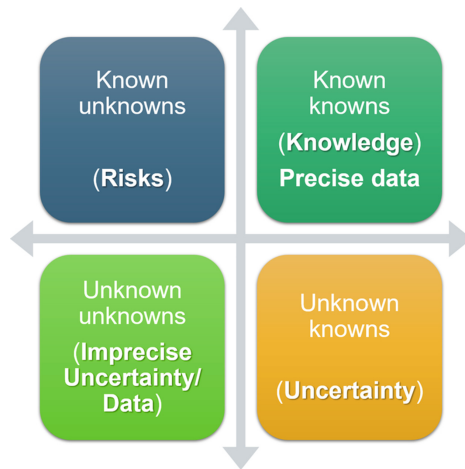 Known
unknowns
(Risks)
Known
knowns
(Knowledge)
Precise data
Unknown
unknowns
(Imprecise
Uncertainty/
Data)
Unknown
knowns
(Uncertainty)